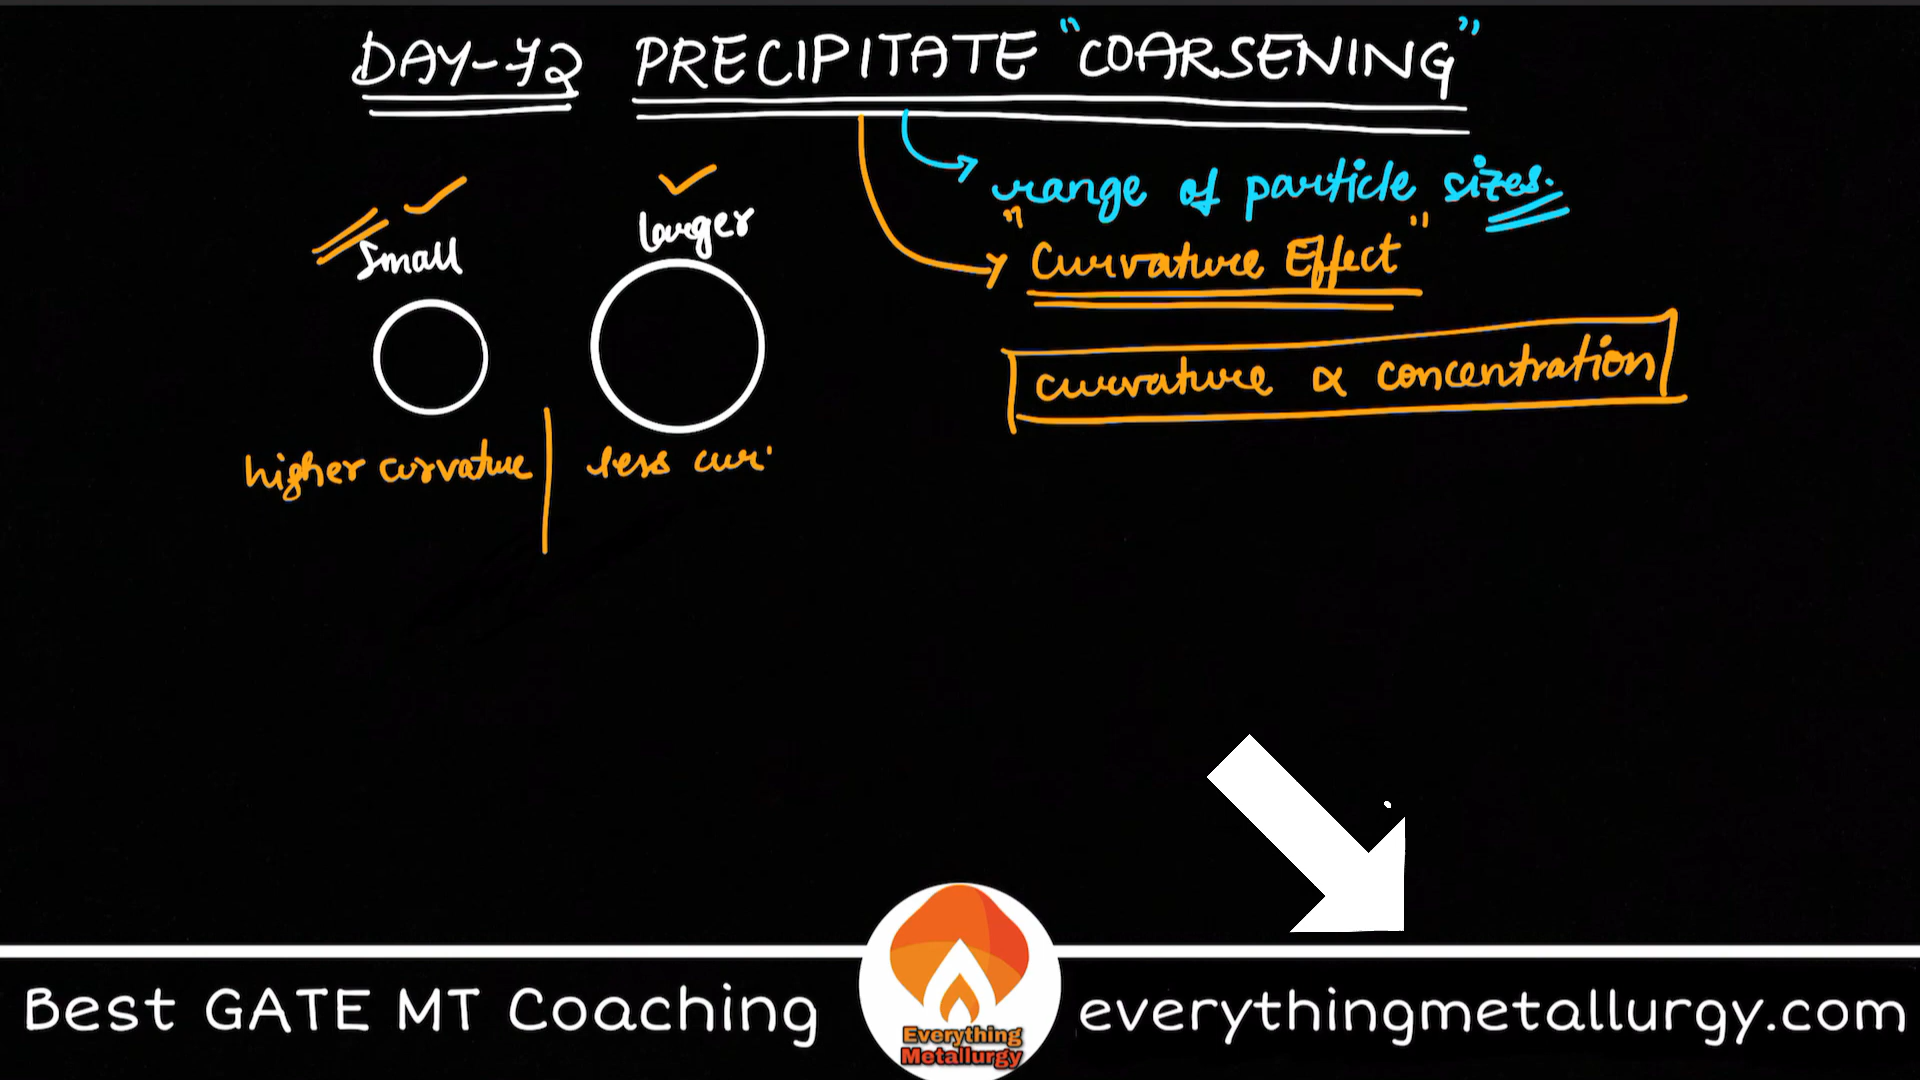 DAY-72 PRECIPITATE "COARSENING"
range of particle sizes.
"Curvature Effect"
curvature ∝ concentration
Small
larger
higher curvature
less cur
Best GATE MT Coaching
Everything
Metallurgy
everythingmetallurgy.com